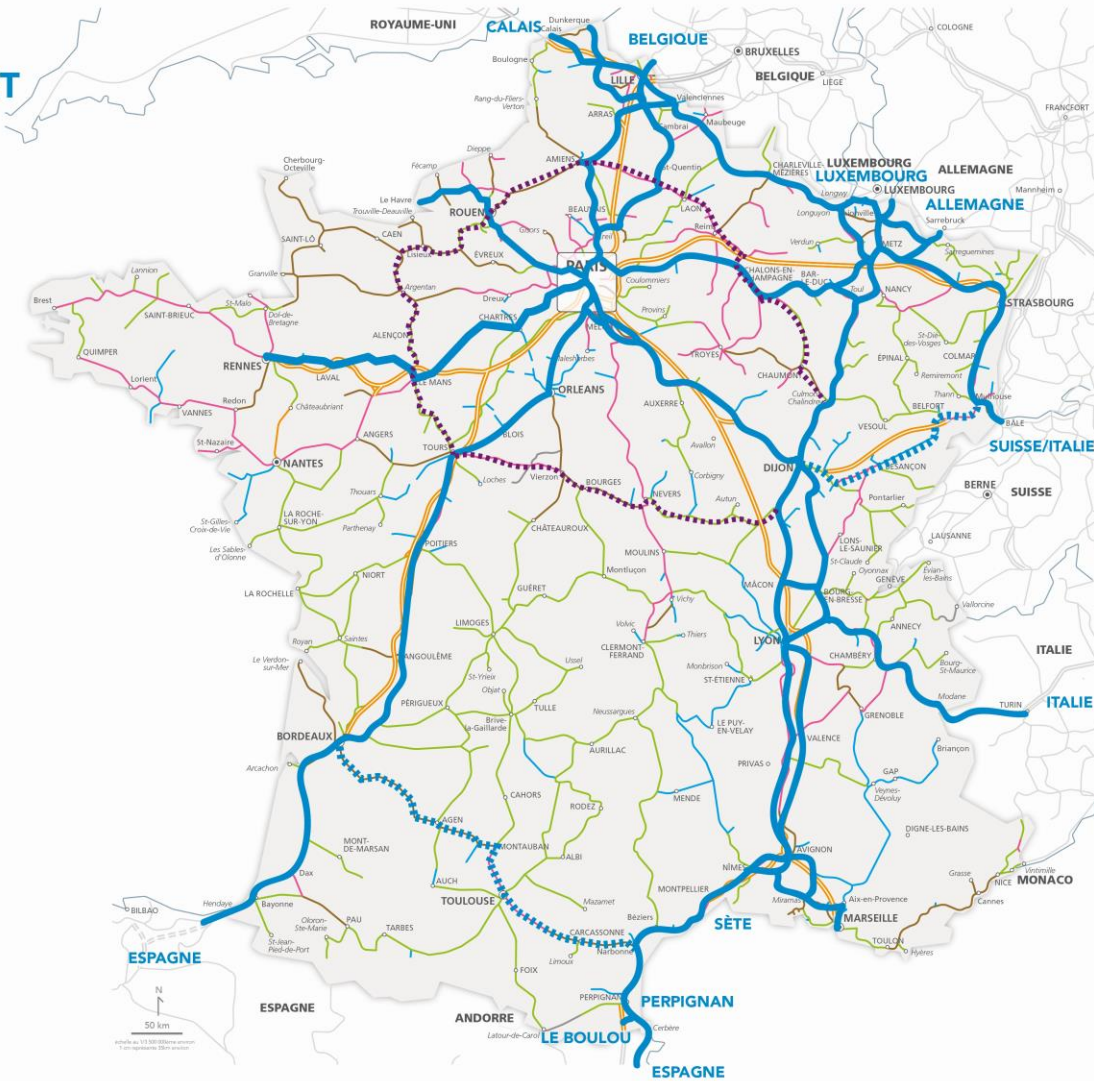 ROYAUME-UNI
CALAIS
Dunkerque
Calais
BELGIQUE
COLOGNE
BRUXELLES
T
Boulogne
LILLE
BELGIQUE
LIÈGE
Rang-du-Fliers-
Verton
Valenciennes
FRANCFORT
ARRAS
Cambrai
Maubeuge
Dieppe
AMIENS
Cherbourg-
Octeville
Fécamp
St-Quentin
CHARLEVILLE-
MÉZIÈRES
LUXEMBOURG
ALLEMAGNE
LUXEMBOURG
LUXEMBOURG
Mannheim
Le Havre
Trouville-Deauville
ROUEN
BEAUVAIS
LAON
Longwy
ALLEMAGNE
Longuyon
Sarrebruck
SAINT-LÔ
CAEN
Lisieux
ÉVREUX
Gisors
Creil
Reims
Verdun
METZ
Sarreguemines
Lannion
Granville
Argentan
PARIS
Coulommiers
CHALONS-EN-
CHAMPAGNE
BAR-
LE-DUC
Toul
NANCY
Brest
St-Malo
Dol-de-
Bretagne
SAINT-BRIEUC
Dreux
CHARTRES
Provins
STRASBOURG
QUIMPER
ALENÇON
TROYES
St-Dié-
des-Vosges
ÉPINAL
COLMAR
RENNES
LAVAL
LE MANS
Malesherbes
CHAUMONT
Remiremont
Lorient
ORLEANS
Culmont
Chalindrey
Thann
Mulhouse
VANNES
Redon
Châteaubriant
AUXERRE
BELFORT
BÂLE
VESOUL
St-Nazaire
ANGERS
BLOIS
Avallon
SUISSE/ITALIE
TOURS
NANTES
Vierzon
BOURGES
Corbigny
DIJON
BESANÇON
Loches
NEVERS
Autun
BERNE
SUISSE
Thouars
Pontarlier
LA ROCHE-
SUR-YON
St-Gilles-
Croix-de-Vie
Parthenay
CHÂTEAUROUX
LAUSANNE
Les Sables-
d'Olonne
POITIERS
MOULINS
LONS-
LE-SAUNIER
St-Claude
Oyonnax
Évian-
les-Bains
NIORT
Montluçon
MÂCON
GENÈVE
LA ROCHELLE
GUÉRET
BOURG-
EN-BRESSE
Vallorcine
Vichy
LIMOGES
Volvic
Thiers
ANNECY
Royan
Saintes
LYON
CLERMONT-
FERRAND
ITALIE
ANGOULÊME
Le Verdon-
sur-Mer
Ussel
Montbrison
CHAMBÉRY
Bourg-
St-Maurice
St-Yrieix
ST-ÉTIENNE
Objat
Modane
TURIN
ITALIE
PÉRIGUEUX
TULLE
Neussargues
GRENOBLE
Brive-
la-Gaillarde
LE PUY-
EN-VELAY
BORDEAUX
VALENCE
AURILLAC
Briançon
Arcachon
PRIVAS
GAP
Veynes-
Dévoluy
CAHORS
RODEZ
MENDE
AGEN
DIGNE-LES-BAINS
MONT-
DE-MARSAN
MONTAUBAN
ALBI
AVIGNON
NÎMES
Dax
Vintimille
Grasse
NICE
MONACO
AUCH
MONTPELLIER
Miramas
Aix-en-Provence
Cannes
BILBAO
Hendaye
Bayonne
TOULOUSE
Mazamet
Béziers
SÈTE
MARSEILLE
Oloron-
Ste-Marie
PAU
TARBES
CARCASSONNE
Narbonne
TOULON
Hyères
St-Jean-
Pied-de-Port
Limoux
ESPAGNE
FOIX
N
PERPIGNAN
PERPIGNAN
ESPAGNE
ANDORRE
50 km
Latour-de-Carol
LE BOULOU
Cerbère
ESPAGNE